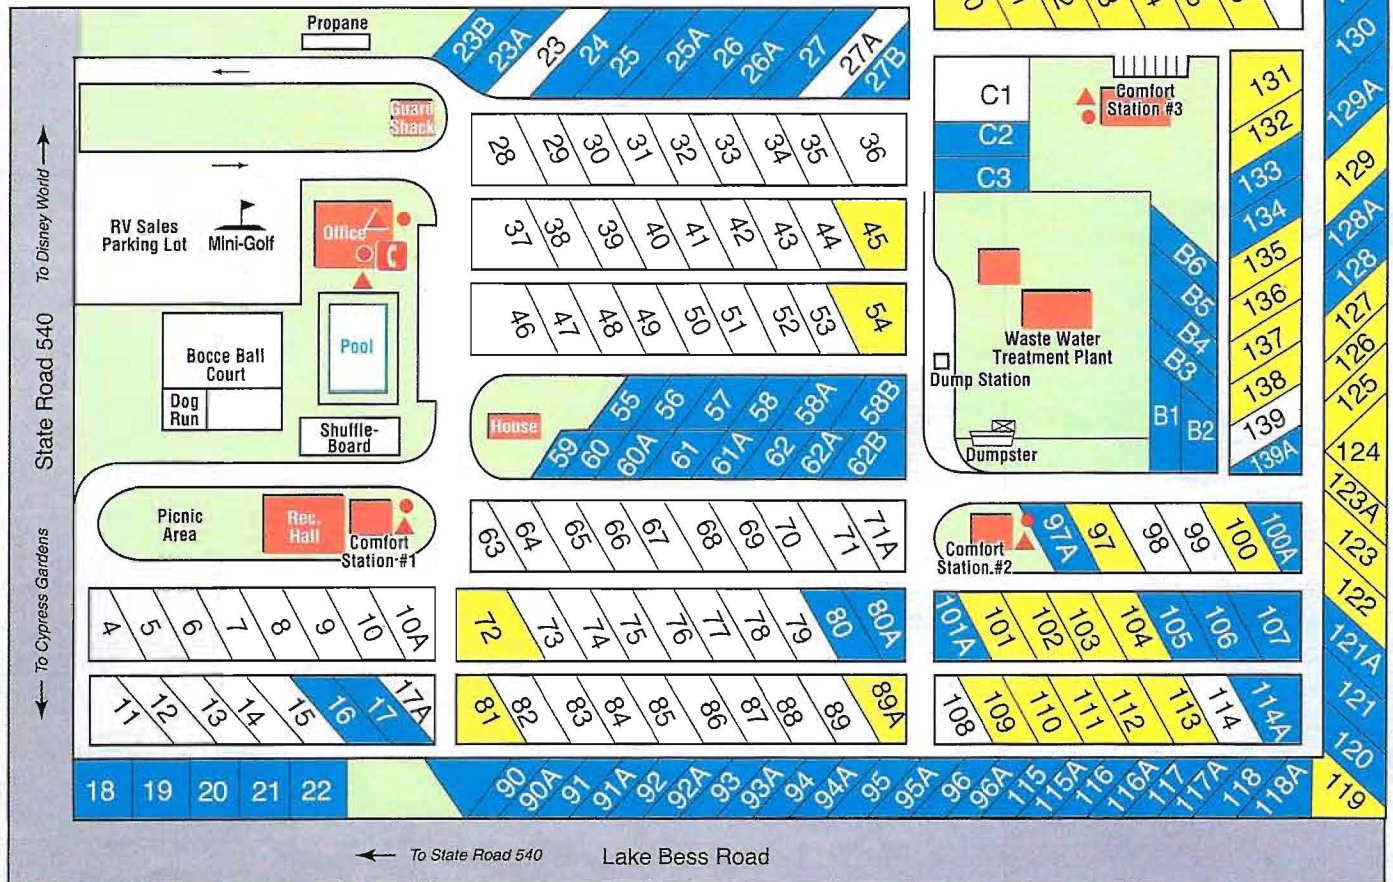 Propane
23B
23A
23
24
25
25A
26
26A
27
27A
27B
130
129A
129
128A
128
127
126
125
124
123A
123
122
121A
121
120
119
Guard
Shack
28
29
30
31
32
33
34
35
36
C1
C2
C3
Comfort
Station #3
131
132
133
134
135
136
137
138
139
139A
To Disney World
State Road 540
To Cypress Gardens
RV Sales
Parking Lot
Mini-Golf
Office
37
38
39
40
41
42
43
44
45
46
47
48
49
50
51
52
53
54
B6
B5
B4
B3
B1
B2
Waste Water
Treatment Plant
Dump Station
Dumpster
Bocce Ball
Court
Dog
Run
Pool
Shuffle-
Board
House
55
56
57
58
58A
58B
59
60
60A
61
61A
62
62A
62B
Picnic
Area
Rec.
Hall
Comfort
Station #1
63
64
65
66
67
68
69
70
71
71A
Comfort
Station #2
97A
97
98
99
100
100A
4
5
6
7
8
9
10
10A
72
73
74
75
76
77
78
79
80
80A
101A
101
102
103
104
105
106
107
11
12
13
14
15
16
17
17A
81
82
83
84
85
86
87
88
89
89A
108
109
110
111
112
113
114
114A
18
19
20
21
22
90
90A
91
91A
92
92A
93
93A
94
94A
95
95A
96
96A
115
115A
116
116A
117
117A
118
118A
To State Road 540
Lake Bess Road